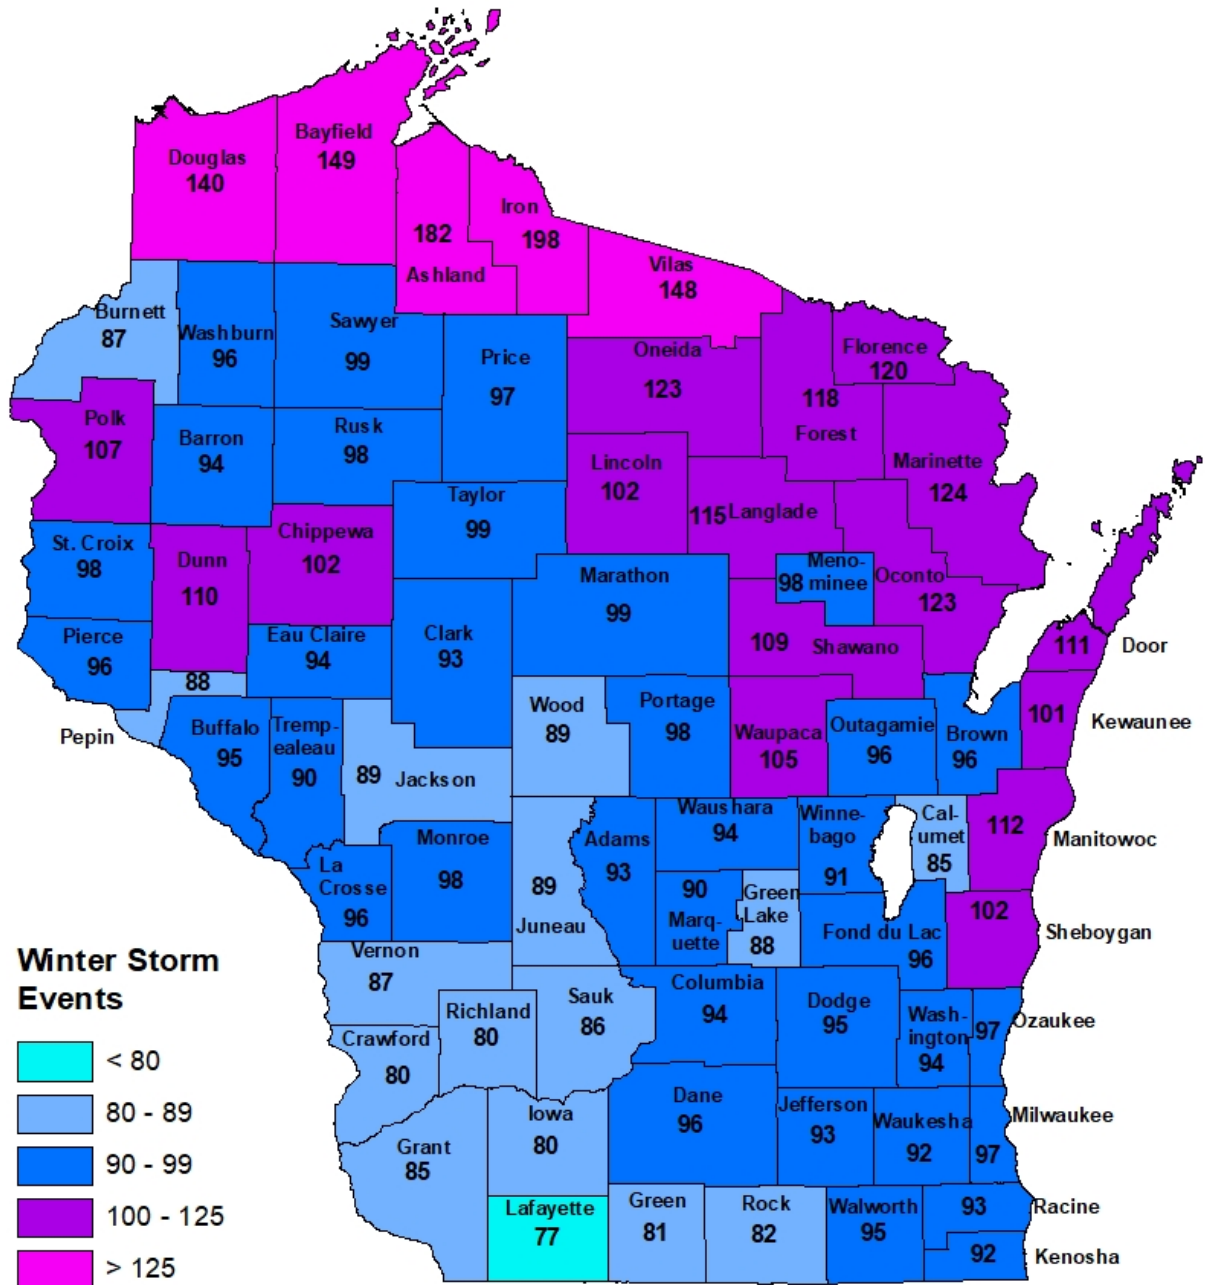 Bayfield
149
Douglas
140
Iron
198
182
Ashland
Vilas
148
Burnett
87
Washburn
96
Sawyer
99
Price
97
Oneida
123
Florence
120
118
Forest
Polk
107
Barron
94
Rusk
98
Lincoln
102
Marinette
124
Taylor
99
115 Langlade
St. Croix
98
Dunn
110
Chippewa
102
Marathon
99
98
Meno-
minee
Oconto
123
Pierce
96
Eau Claire
94
Clark
93
109
Shawano
111
Door
88
Pepin
Buffalo
95
Tremp-
ealeau
90
89
Jackson
Wood
89
Portage
98
Waupaca
105
Outagamie
96
Brown
96
101
Kewaunee
La
Crosse
96
Monroe
98
89
Juneau
Adams
93
Waushara
94
Winne-
bago
91
Cal-
umet
85
112
Manitowoc
90
Marq-
uette
Green
Lake
88
Fond du Lac
96
102
Sheboygan
Vernon
87
Richland
80
Sauk
86
Columbia
94
Dodge
95
Wash-
ington
94
97
Ozaukee
Crawford
80
Grant
85
Iowa
80
Dane
96
Jefferson
93
Waukesha
92
97
Milwaukee
Lafayette
77
Green
81
Rock
82
Walworth
95
93
Racine
92
Kenosha
Winter Storm
Events
< 80
80 - 89
90 - 99
100 - 125
> 125